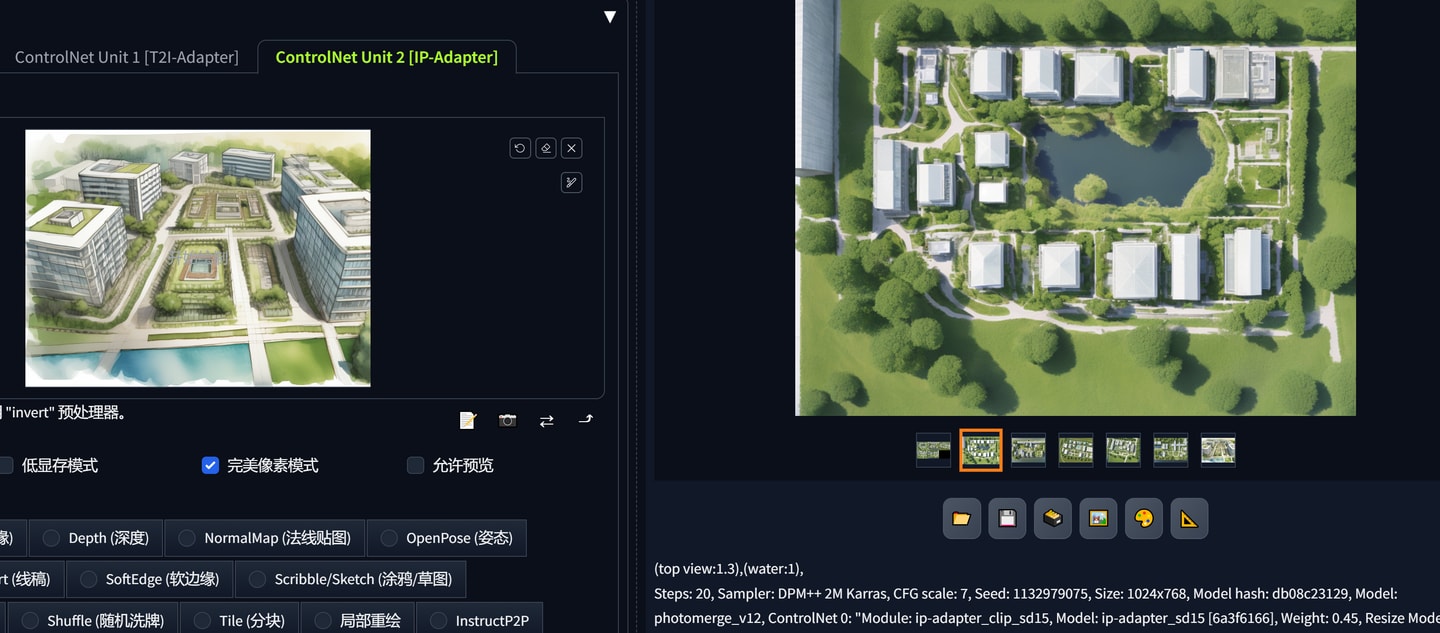 ControlNet Unit 1 [T2I-Adapter]
ControlNet Unit 2 [IP-Adapter]
"invert" 预处理器。
低显存模式
完美像素模式
允许预览
Depth (深度)
NormalMap (法线贴图)
OpenPose (姿态)
(线稿)
SoftEdge (软边缘)
Scribble/Sketch (涂鸦/草图)
Shuffle (随机洗牌)
Tile (分块)
局部重绘
InstructP2P
(top view:1.3),(water:1),
Steps: 20, Sampler: DPM++ 2M Karras, CFG scale: 7, Seed: 1132979075, Size: 1024x768, Model hash: db08c23129, Model:
photomerge_v12, ControlNet 0: "Module: ip-adapter_clip_sd15, Model: ip-adapter_sd15 [6a3f6166], Weight: 0.45, Resize Mode